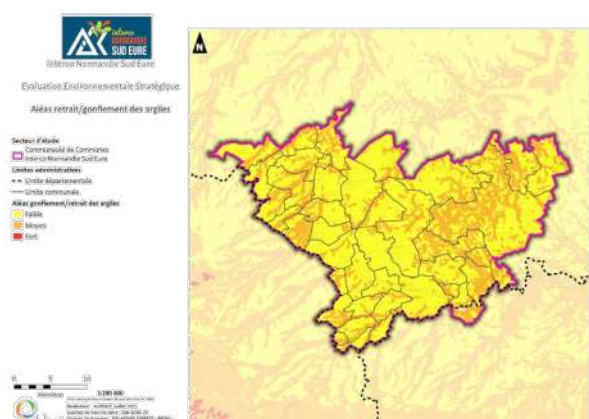 interco
NORMANDIE
SUD EURE
Interco Normandie Sud Eure
Evaluation Environnementale Stratégique
Aléas retrait/gonflement des argiles
Secteur d'étude
Communauté de Communes
Interco Normandie Sud Eure
Limites administratives
Limite départementale
Limite communale
Aléas gonflement/retrait des argiles
Faible
Moyen
Fort
N
0 5 10
Kilomètres
1:280 000